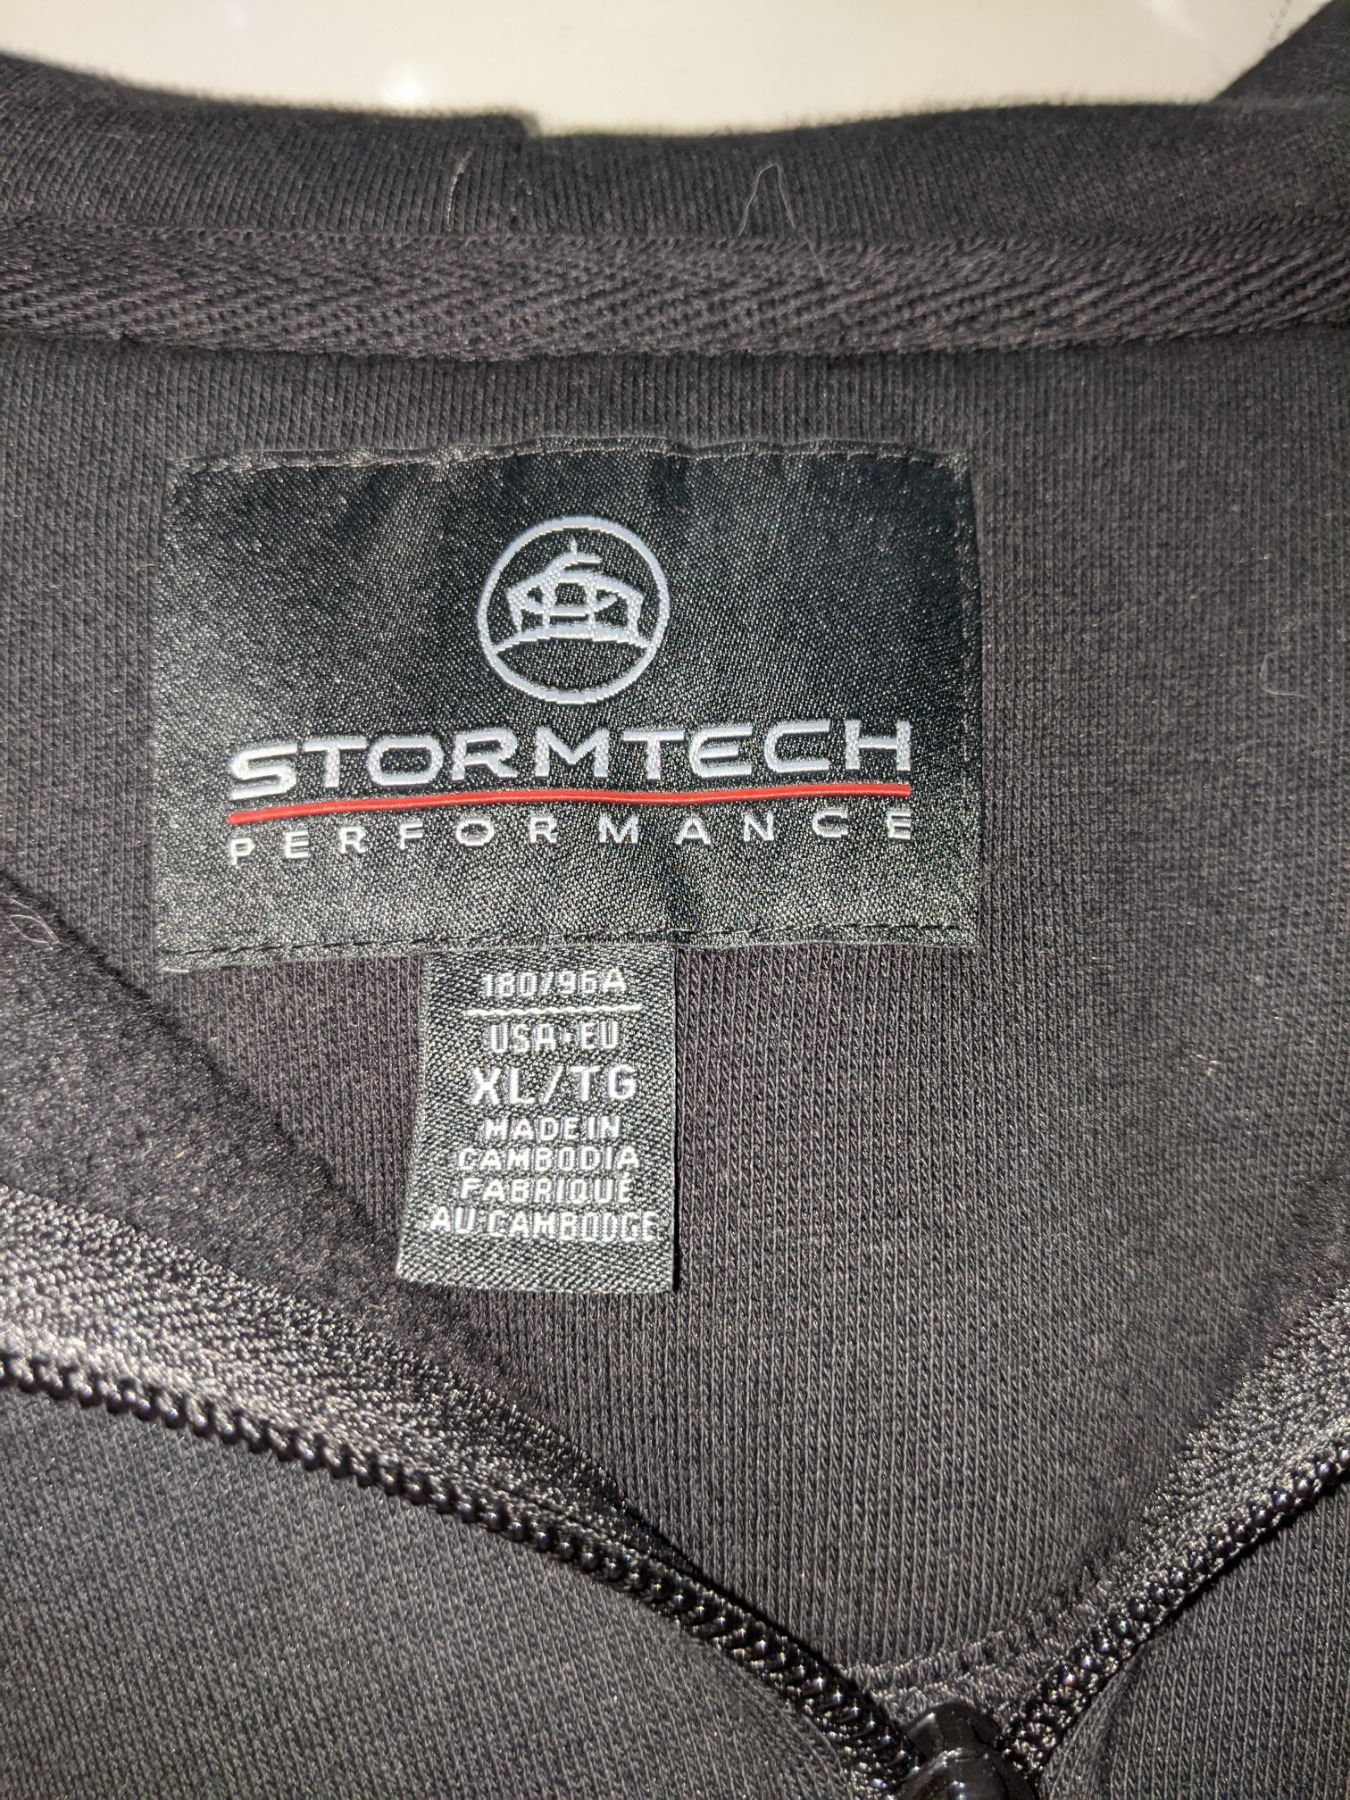 STORMTECH
PERFORMANCE
180/96A
USA•EU
XL/TG
MADE IN
CAMBODIA
FABRIQUÉ
AU CAMBODGE